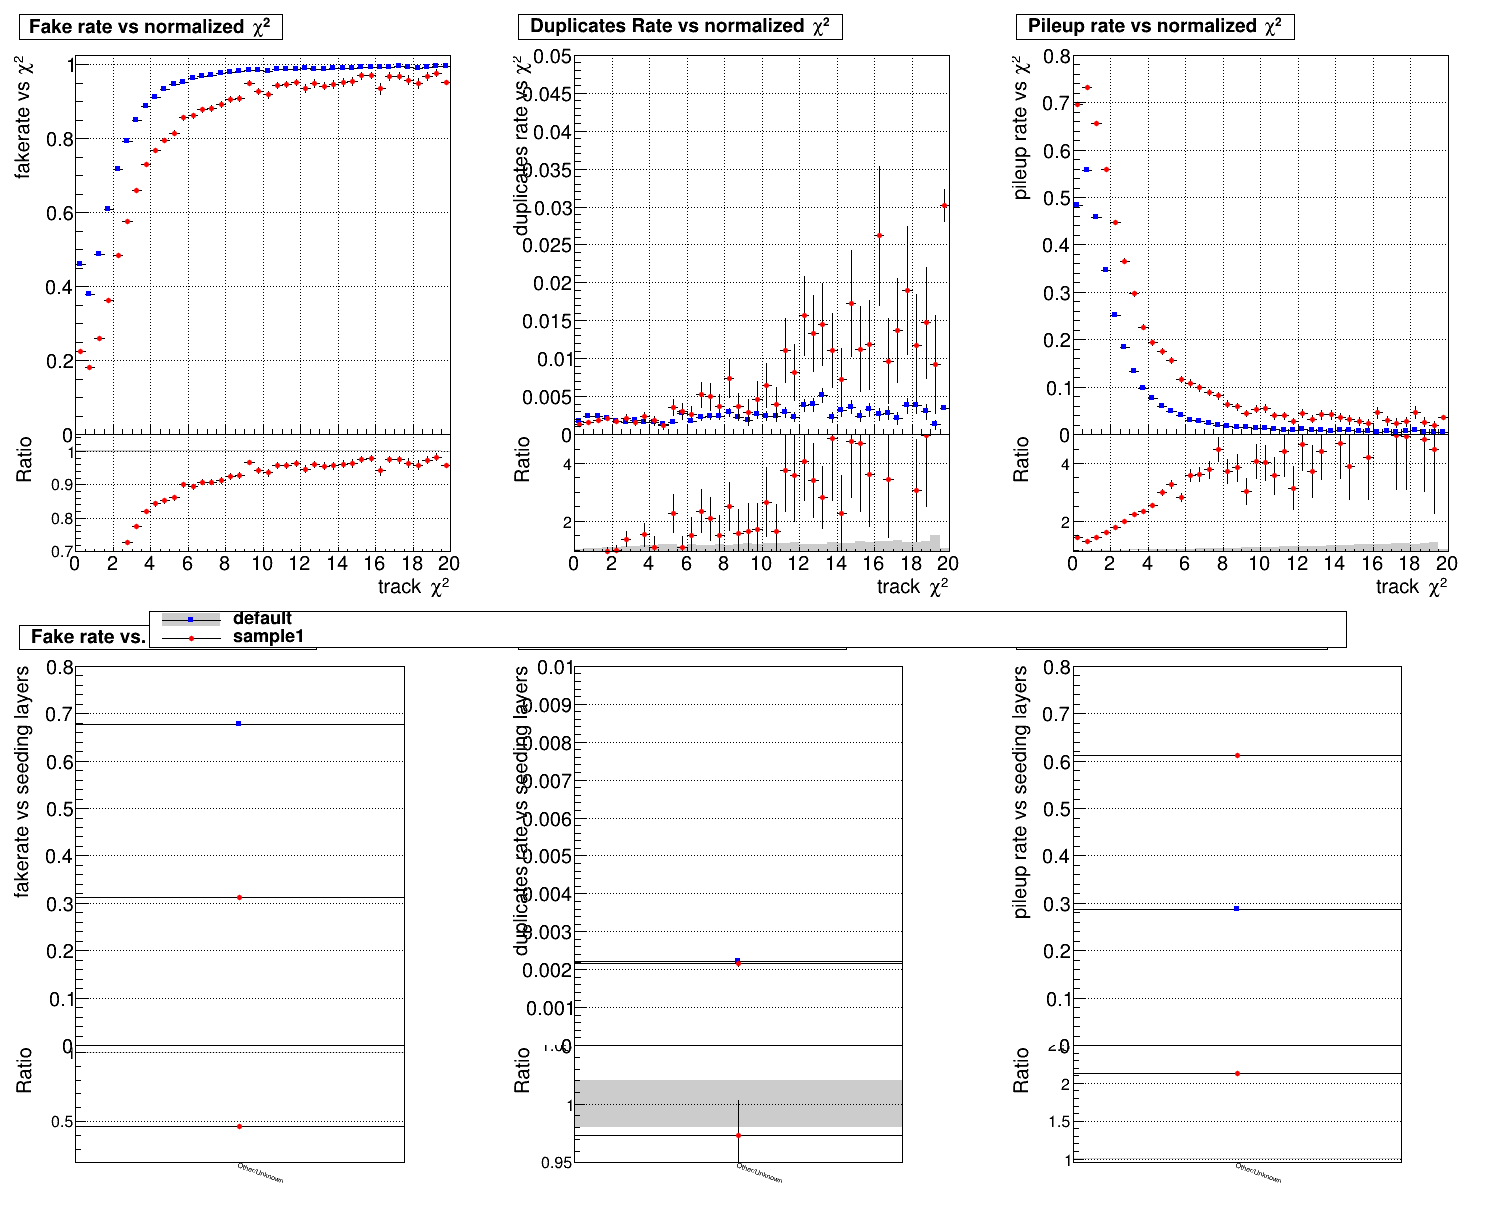 Fake rate vs normalized χ²
fakerate vs χ²
1
0.8
0.6
0.4
0.2
0
Ratio
1
0.9
0.8
0.7
0 2 4 6 8 10 12 14 16 18 20
track χ²
Duplicates Rate vs normalized χ²
duplicates rate vs χ²
0.05
0.045
0.04
0.035
0.03
0.025
0.02
0.015
0.01
0.005
0
Ratio
4
2
0 2 4 6 8 10 12 14 16 18 20
track χ²
Pileup rate vs normalized χ²
pileup rate vs χ²
0.8
0.7
0.6
0.5
0.4
0.3
0.2
0.1
Ratio
4
2
0 2 4 6 8 10 12 14 16 18 20
track χ²
default
sample1
Fake rate vs.
fakerate vs seeding layers
0.8
0.7
0.6
0.5
0.4
0.3
0.2
0.1
0
Ratio
1
0.5
Other/Unknown
duplicates rate vs seeding layers
0.01
0.009
0.008
0.007
0.006
0.005
0.004
0.003
0.002
0.001
0
Ratio
1
0.95
Other/Unknown
pileup rate vs seeding layers
0.8
0.7
0.6
0.5
0.4
0.3
0.2
0.1
0
Ratio
2
1.5
1
Other/Unknown